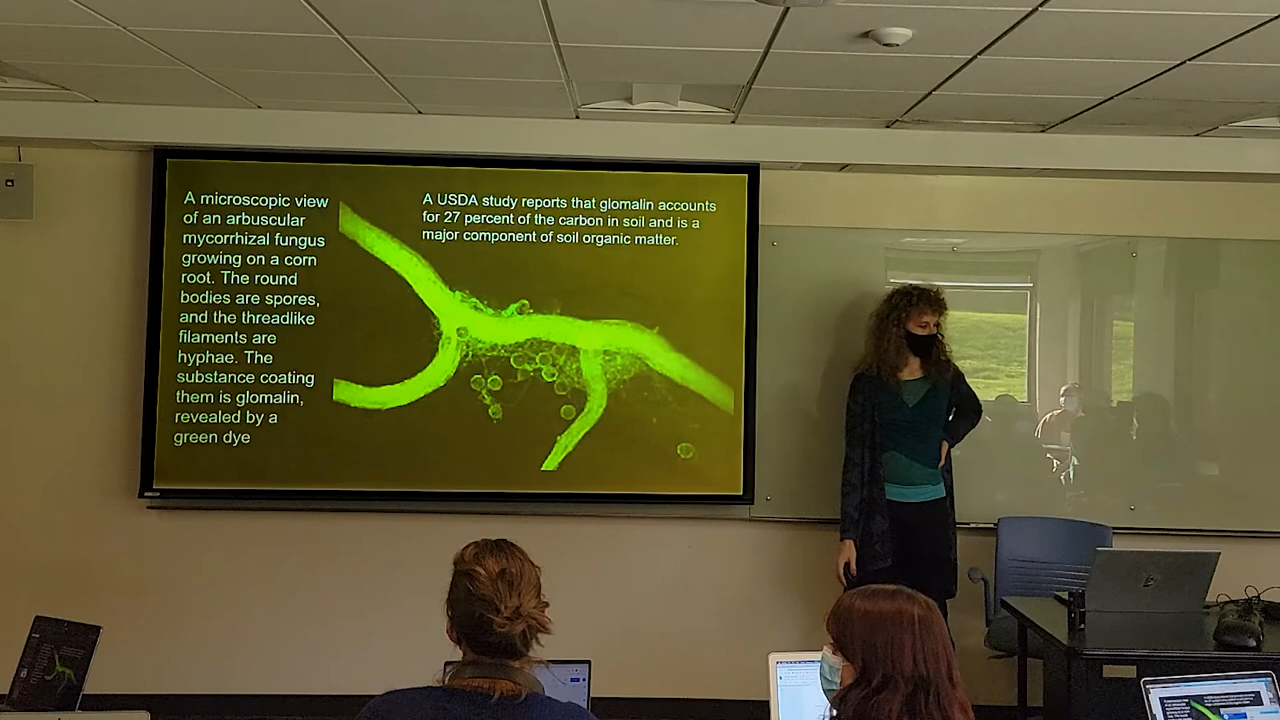 A microscopic view
of an arbuscular
mycorrhizal fungus
growing on a corn
root. The round
bodies are spores,
and the threadlike
filaments are
hyphae. The
substance coating
them is glomalin,
revealed by a
green dye
A USDA study reports that glomalin accounts
for 27 percent of the carbon in soil and is a
major component of soil organic matter.